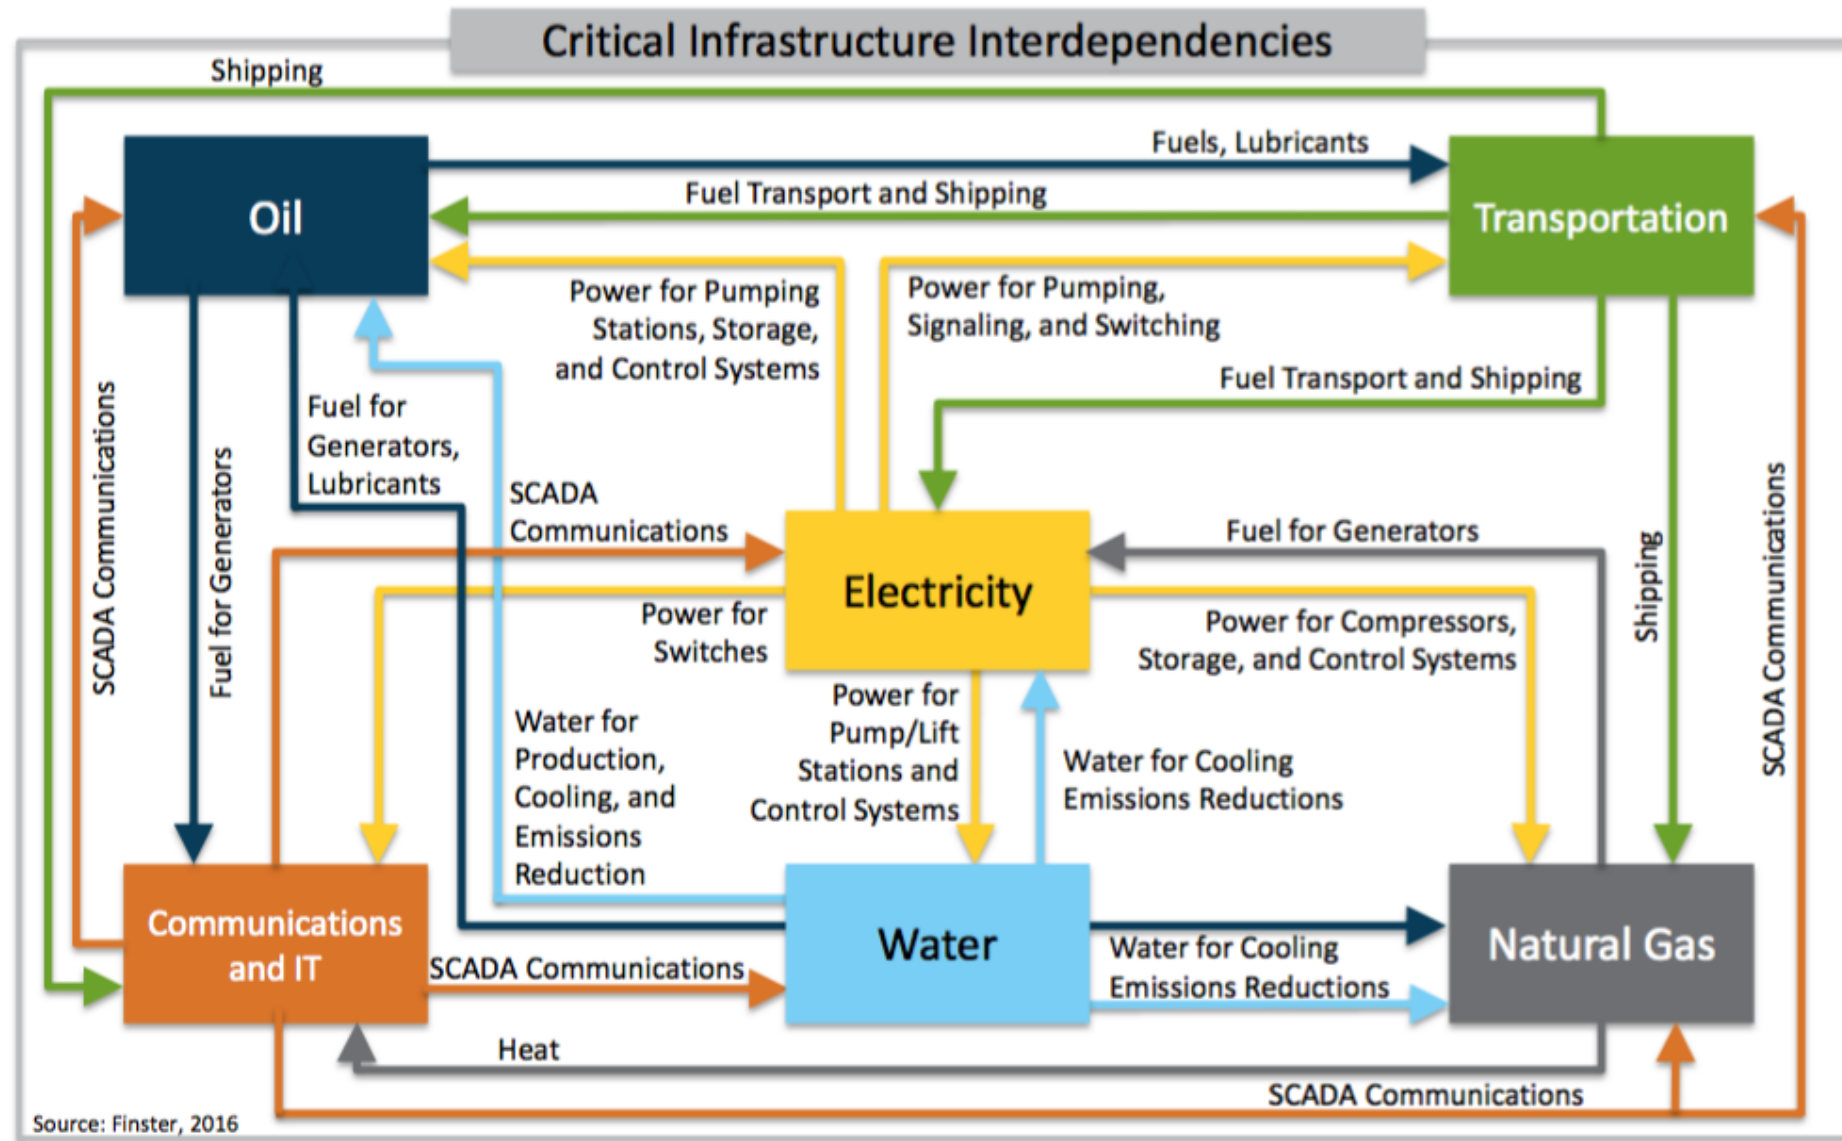 Critical Infrastructure Interdependencies
Shipping
Fuels, Lubricants
Fuel Transport and Shipping
Oil
Transportation
Power for Pumping
Stations, Storage,
and Control Systems
Power for Pumping,
Signaling, and Switching
Fuel Transport and Shipping
SCADA Communications
Fuel for Generators
Fuel for
Generators,
Lubricants
SCADA
Communications
Electricity
Fuel for Generators
Shipping
SCADA Communications
Power for
Switches
Power for Compressors,
Storage, and Control Systems
Water for
Production,
Cooling, and
Emissions
Reduction
Power for
Pump/Lift
Stations and
Control Systems
Water for Cooling
Emissions Reductions
Communications
and IT
SCADA Communications
Water
Water for Cooling
Emissions Reductions
Natural Gas
Heat
SCADA Communications
Source: Finster, 2016